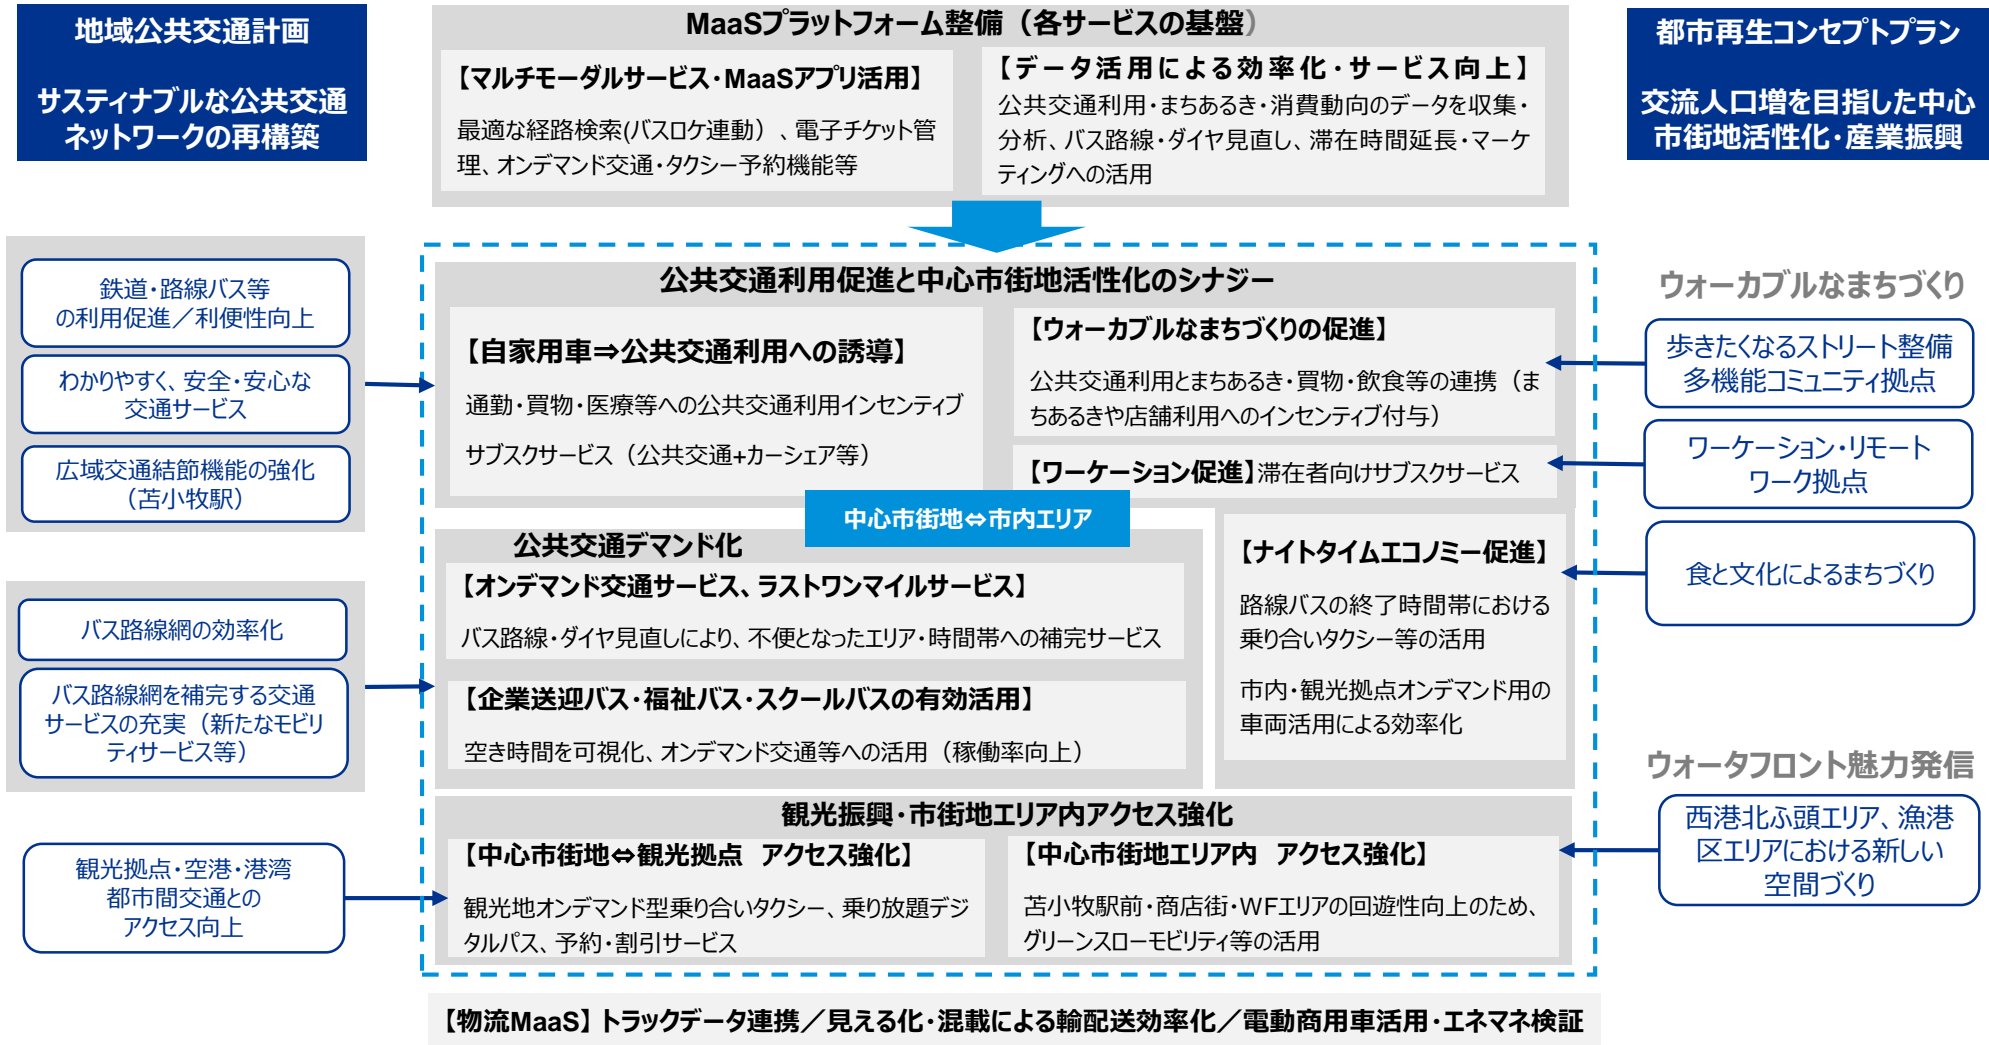 地域公共交通計画
サスティナブルな公共交通
ネットワークの再構築
MaaSプラットフォーム整備（各サービスの基盤）
【マルチモーダルサービス・MaaSアプリ活用】
最適な経路検索(バスロケ連動）、電子チケット管
理、オンデマンド交通・タクシー予約機能等
【データ活用による効率化・サービス向上】
公共交通利用・まちあるき・消費動向のデータを収集・
分析、バス路線・ダイヤ見直し、滞在時間延長・マーケ
ティングへの活用
都市再生コンセプトプラン
交流人口増を目指した中心
市街地活性化・産業振興
鉄道・路線バス等
の利用促進／利便性向上
わかりやすく、安全・安心な
交通サービス
広域交通結節機能の強化
（苫小牧駅）
バス路線網の効率化
バス路線網を補完する交通
サービスの充実（新たなモビリ
ティサービス等）
観光拠点・空港・港湾
都市間交通との
アクセス向上
公共交通利用促進と中心市街地活性化のシナジー
【自家用車⇒公共交通利用への誘導】
通勤・買物・医療等への公共交通利用インセンティブ
サブスクサービス（公共交通+カーシェア等）
【ウォーカブルなまちづくりの促進】
公共交通利用とまちあるき・買物・飲食等の連携（ま
ちあるきや店舗利用へのインセンティブ付与）
【ワーケーション促進】滞在者向けサブスクサービス
中心市街地⇔市内エリア
公共交通デマンド化
【オンデマンド交通サービス、ラストワンマイルサービス】
バス路線・ダイヤ見直しにより、不便となったエリア・時間帯への補完サービス
【企業送迎バス・福祉バス・スクールバスの有効活用】
空き時間を可視化、オンデマンド交通等への活用（稼働率向上）
【ナイトタイムエコノミー促進】
路線バスの終了時間帯における
乗り合いタクシー等の活用
市内・観光拠点オンデマンド用の
車両活用による効率化
観光振興・市街地エリア内アクセス強化
【中心市街地⇔観光拠点　アクセス強化】
観光地オンデマンド型乗り合いタクシー、乗り放題デジ
タルパス、予約・割引サービス
【中心市街地エリア内　アクセス強化】
苫小牧駅前・商店街・WFエリアの回遊性向上のため、
グリーンスローモビリティ等の活用
ウォーカブルなまちづくり
歩きたくなるストリート整備
多機能コミュニティ拠点
ワーケーション・リモート
ワーク拠点
食と文化によるまちづくり
ウォータフロント魅力発信
西港北ふ頭エリア、漁港
区エリアにおける新しい
空間づくり
【物流MaaS】トラックデータ連携／見える化・混載による輸配送効率化／電動商用車活用・エネマネ検証